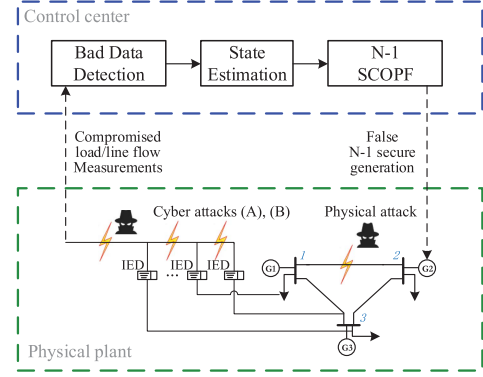 Control center
Bad Data
Detection
State
Estimation
N-1
SCOPF
Compromised
load/line flow
Measurements
False
N-1 secure
generation
Cyber attacks (A), (B)
Physical attack
IED
IED
IED
...
G1
1
2
G2
3
G3
Physical plant